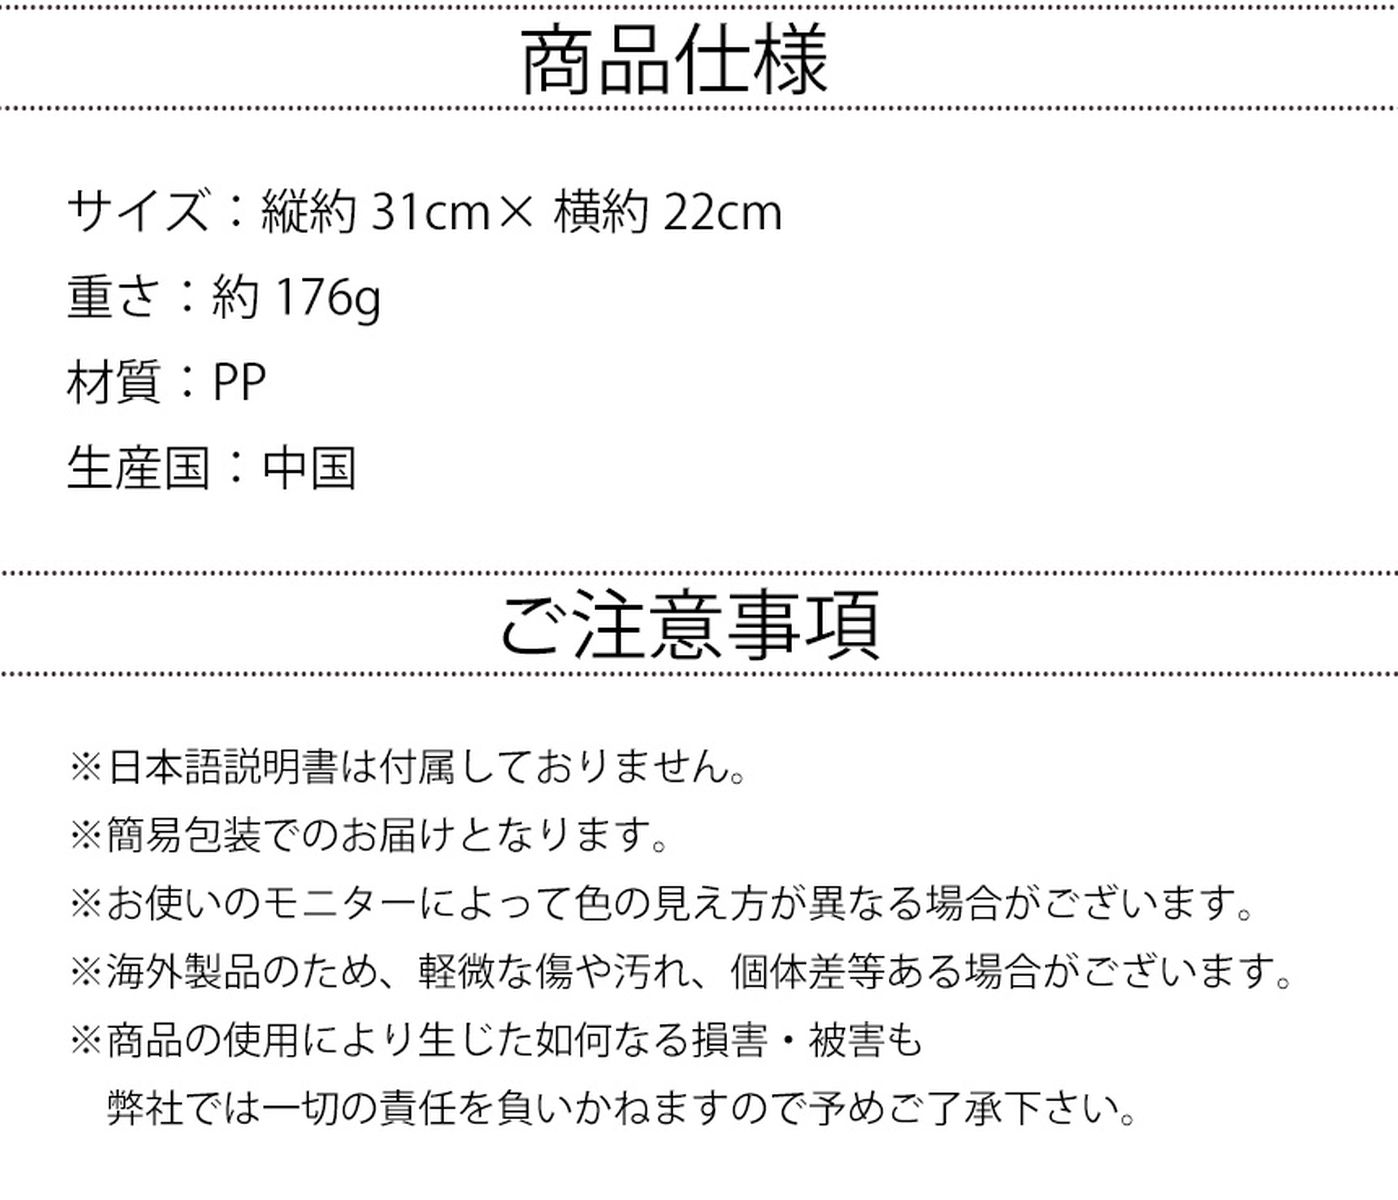 商品仕様
サイズ：縦約 31cm× 横約 22cm
重さ：約 176g
材質：PP
生産国：中国
ご注意事項
※日本語説明書は付属しておりません。
※簡易包装でのお届けとなります。
※お使いのモニターによって色の見え方が異なる場合がございます。
※海外製品のため、軽微な傷や汚れ、個体差等ある場合がございます。
※商品の使用により生じた如何なる損害・被害も
弊社では一切の責任を負いかねますので予めご了承下さい。